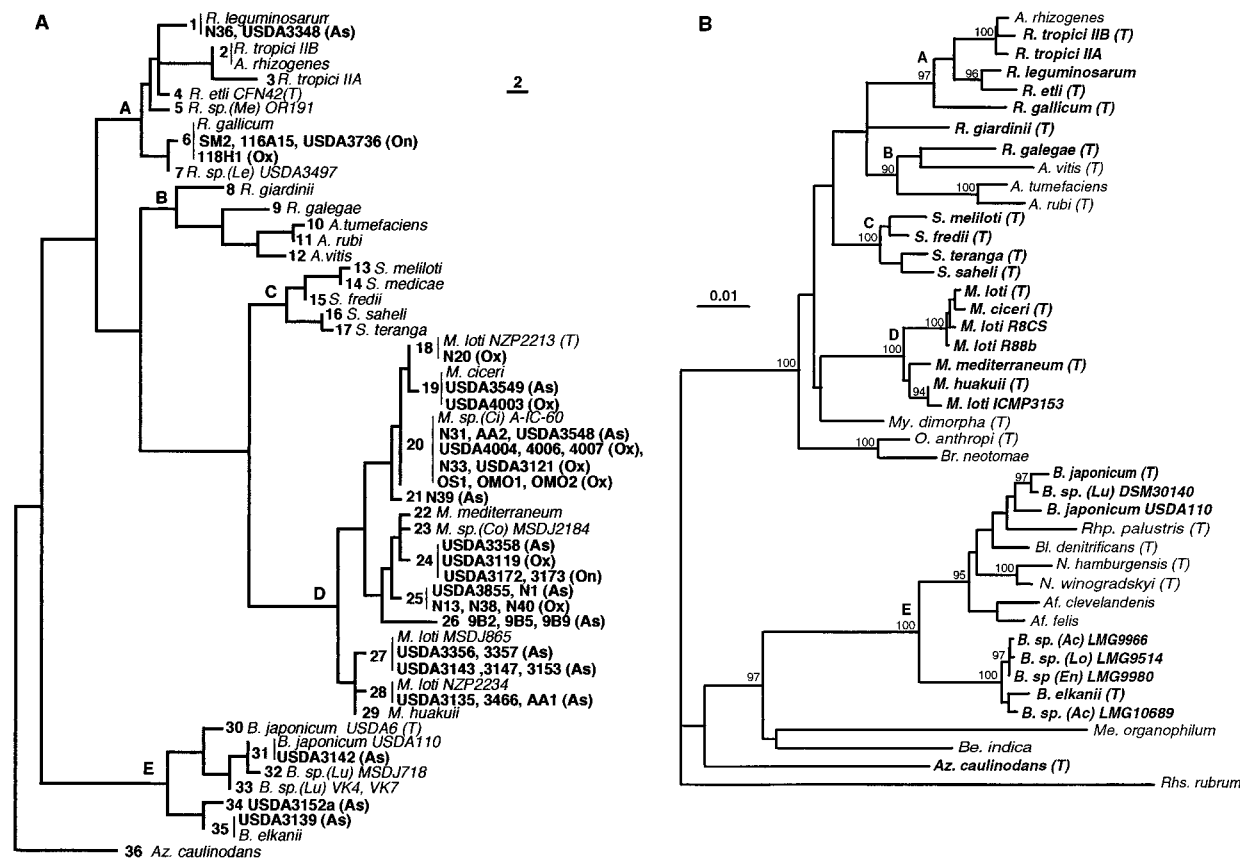 A
1 R. leguminosarum
N36, USDA3348 (As)
2 R. tropici IIB
A. rhizogenes
3 R. tropici IIA
4 R. etli CFN42(T)
A
5 R. sp.(Me) OR191
R. gallicum
6 SM2, 116A15, USDA3736 (On)
118H1 (Ox)
7 R. sp.(Le) USDA3497
8 R. giardinii
B
9 R. galegae
10 A.tumefaciens
11 A. rubi
12 A.vitis
13 S. meliloti
14 S. medicae
C
15 S. fredii
16 S. saheli
17 S. teranga
18 M. loti NZP2213 (T)
N20 (Ox)
M. ciceri
19 USDA3549 (As)
USDA4003 (Ox)
M. sp.(Ci) A-IC-60
N31, AA2, USDA3548 (As)
20 USDA4004, 4006, 4007 (Ox),
N33, USDA3121 (Ox)
OS1, OMO1, OMO2 (Ox)
21 N39 (As)
22 M. mediterraneum
23 M. sp.(Co) MSDJ2184
USDA3358 (As)
24 USDA3119 (Ox)
USDA3172, 3173 (On)
25 USDA3855, N1 (As)
N13, N38, N40 (Ox)
D
26 9B2, 9B5, 9B9 (As)
M. loti MSDJ865
27 USDA3356, 3357 (As)
USDA3143 ,3147, 3153 (As)
28 M. loti NZP2234
USDA3135, 3466, AA1 (As)
29 M. huakuii
30 B. japonicum USDA6 (T)
31 B. japonicum USDA110
USDA3142 (As)
E
32 B. sp.(Lu) MSDJ718
33 B. sp.(Lu) VK4, VK7
34 USDA3152a (As)
35 USDA3139 (As)
B. elkanii
36 Az. caulinodans
2
B
A. rhizogenes
100 R. tropici IIB (T)
R. tropici IIA
A
97
R. leguminosarum
96
R. etli (T)
R. gallicum (T)
R. giardinii (T)
B
90
R. galegae (T)
A. vitis (T)
100 A. tumefaciens
A. rubi (T)
C
100
S. meliloti (T)
S. fredii (T)
S. teranga (T)
S. saheli (T)
0.01
M. loti (T)
M. ciceri (T)
100 M. loti R8CS
M. loti R88b
D
100
100
M. mediterraneum (T)
M. huakuii (T)
94
M. loti ICMP3153
My. dimorpha (T)
100 O. anthropi (T)
Br. neotomae
B. japonicum (T)
97
B. sp. (Lu) DSM30140
B. japonicum USDA110
Rhp. palustris (T)
Bl. denitrificans (T)
95
100 N. hamburgensis (T)
N. winogradskyi (T)
Af. clevelandenis
Af. felis
E
100
B. sp. (Ac) LMG9966
97 B. sp. (Lo) LMG9514
B. sp (En) LMG9980
100
B. elkanii (T)
B. sp. (Ac) LMG10689
97
Me. organophilum
Be. indica
Az. caulinodans (T)
Rhs. rubrum